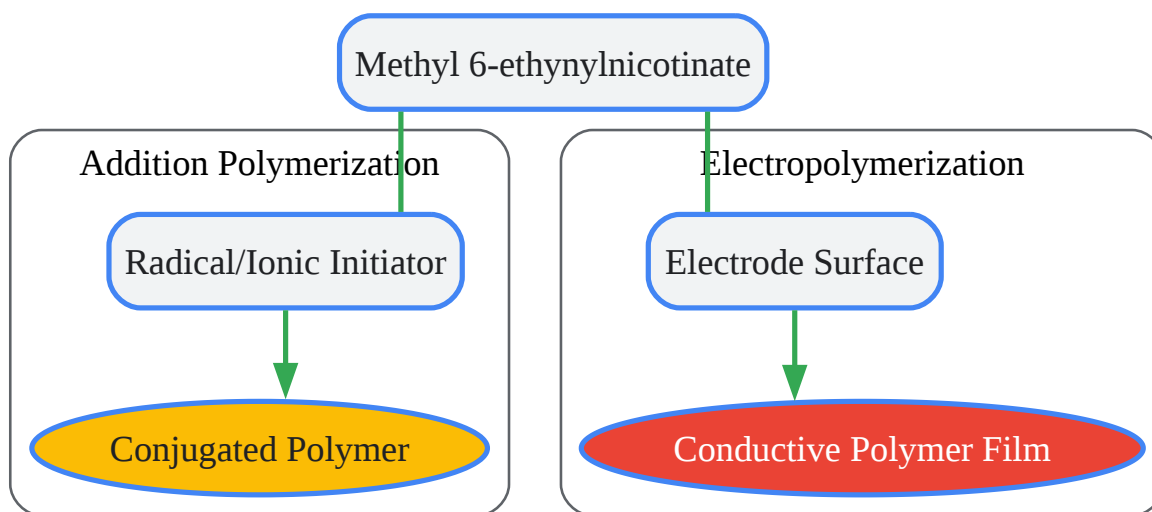 Methyl 6-ethynylnicotinate
Addition Polymerization
Radical/Ionic Initiator
Conjugated Polymer
Electropolymerization
Electrode Surface
Conductive Polymer Film